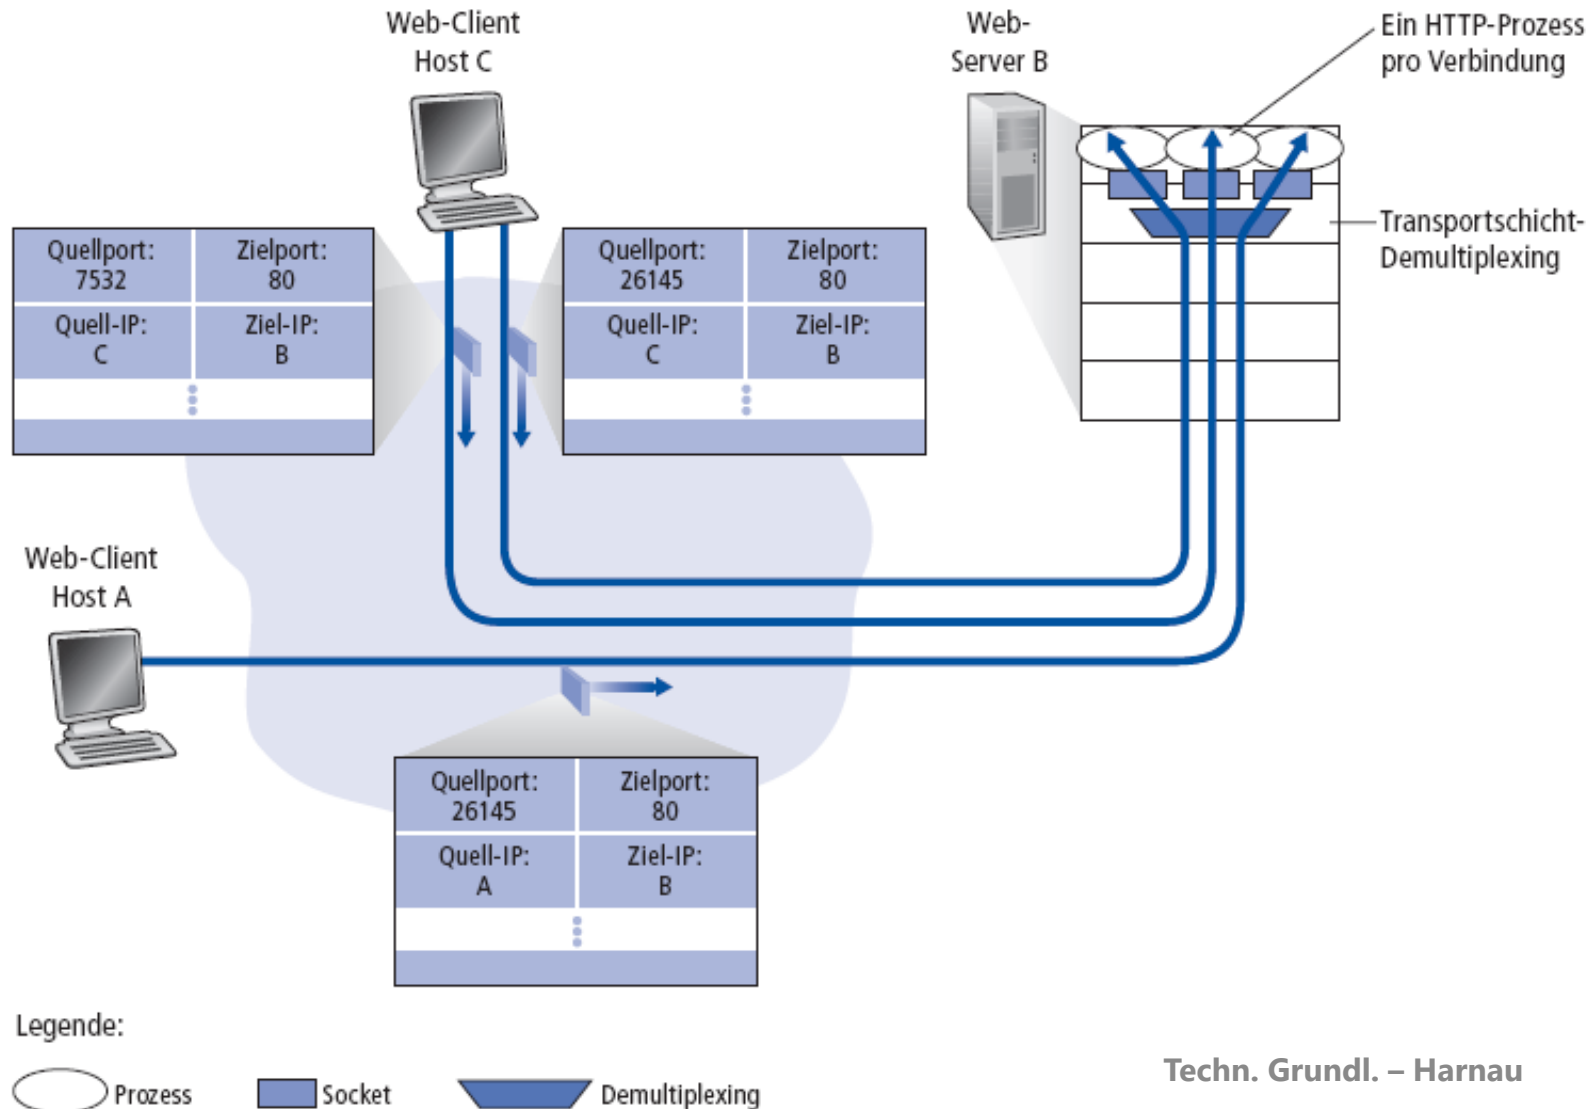 Web-Client
Host C
Web-
Server B
Ein HTTP-Prozess
pro Verbindung
Transportschicht-
Demultiplexing
Quellport:
7532
Zielport:
80
Quell-IP:
C
Ziel-IP:
B
Quellport:
26145
Zielport:
80
Quell-IP:
C
Ziel-IP:
B
Web-Client
Host A
Quellport:
26145
Zielport:
80
Quell-IP:
A
Ziel-IP:
B
Legende:
Prozess
Socket
Demultiplexing
Techn. Grundl. – Harnau